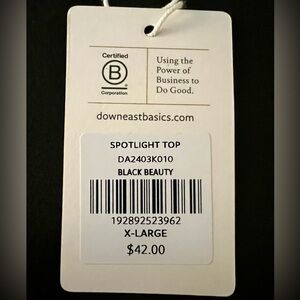 Certified
B
Corporation
Using the
Power of
Business to
Do Good.
downeastbasics.com
SPOTLIGHT TOP
DA2403K010
BLACK BEAUTY
192892523962
X-LARGE
$42.00